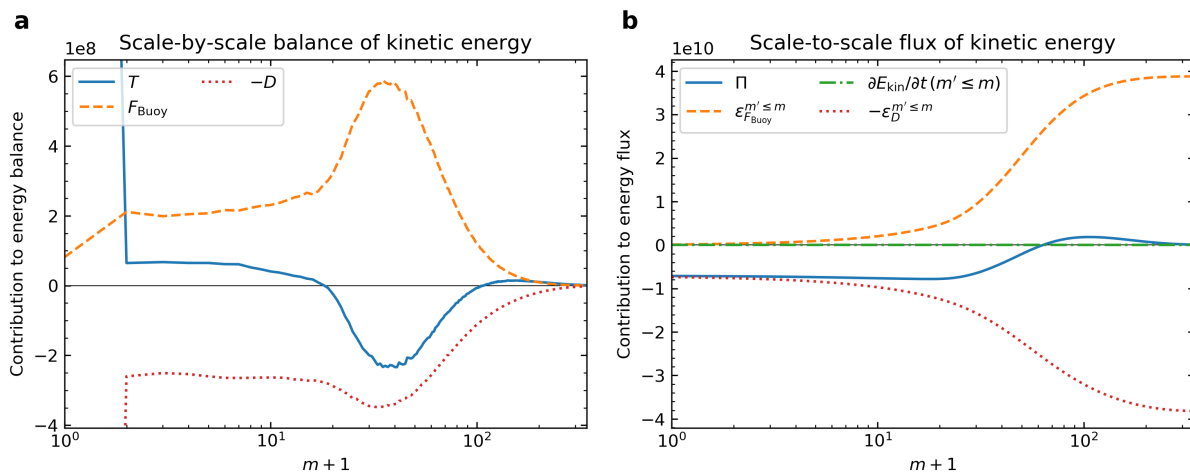 a
Scale-by-scale balance of kinetic energy
1e8
T
F_Buoy
−D
Contribution to energy balance
6
4
2
0
−2
−4
10^0
10^1
10^2
m + 1
b
Scale-to-scale flux of kinetic energy
1e10
Π
ε_{F_Buoy}^{m′≤m}
∂E_kin/∂t (m′ ≤ m)
−ε_D^{m′≤m}
Contribution to energy flux
4
3
2
1
0
−1
−2
−3
−4
10^0
10^1
10^2
m + 1